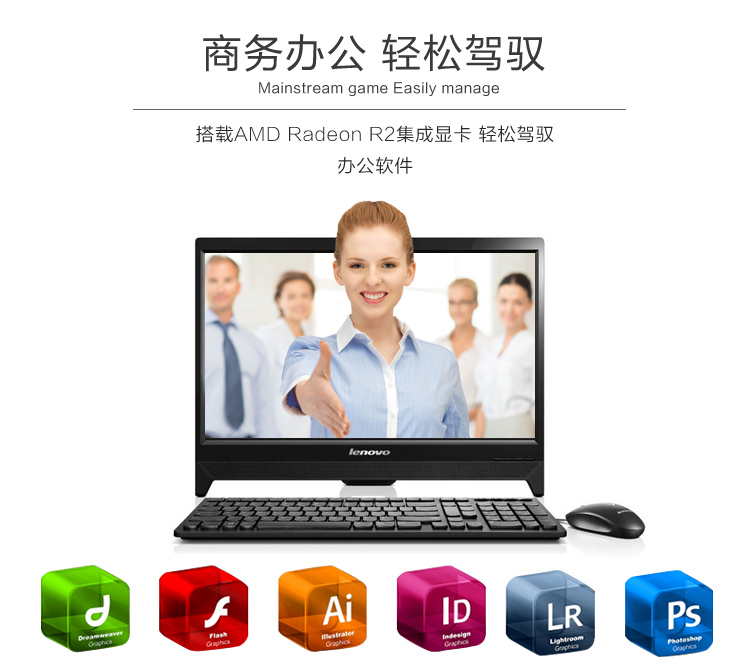 商务办公 轻松驾驭
Mainstream game Easily manage
搭载AMD Radeon R2集成显卡 轻松驾驭
办公软件
lenovo
Dreamweaver
Graphics
Flash
Graphics
Ai
Illustrator
Graphics
ID
Indesign
Graphics
LR
Lightroom
Graphics
Ps
Photoshop
Graphics